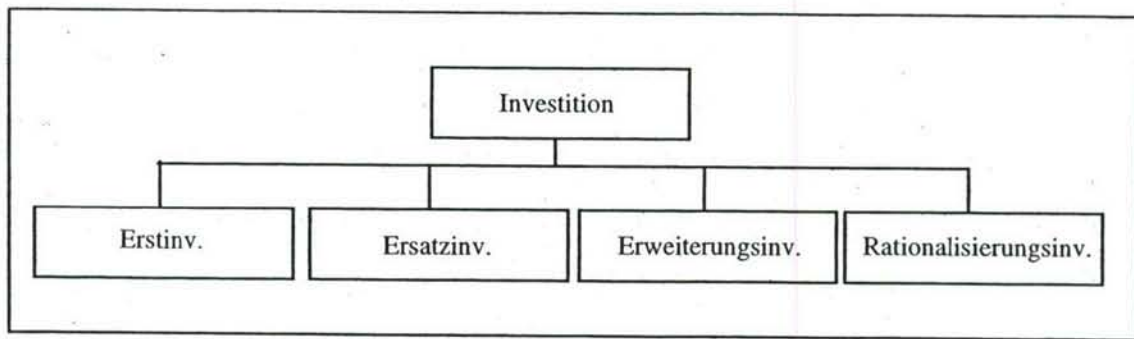 Investition
Erstinv.
Ersatzinv.
Erweiterungsinv.
Rationalisierungsinv.